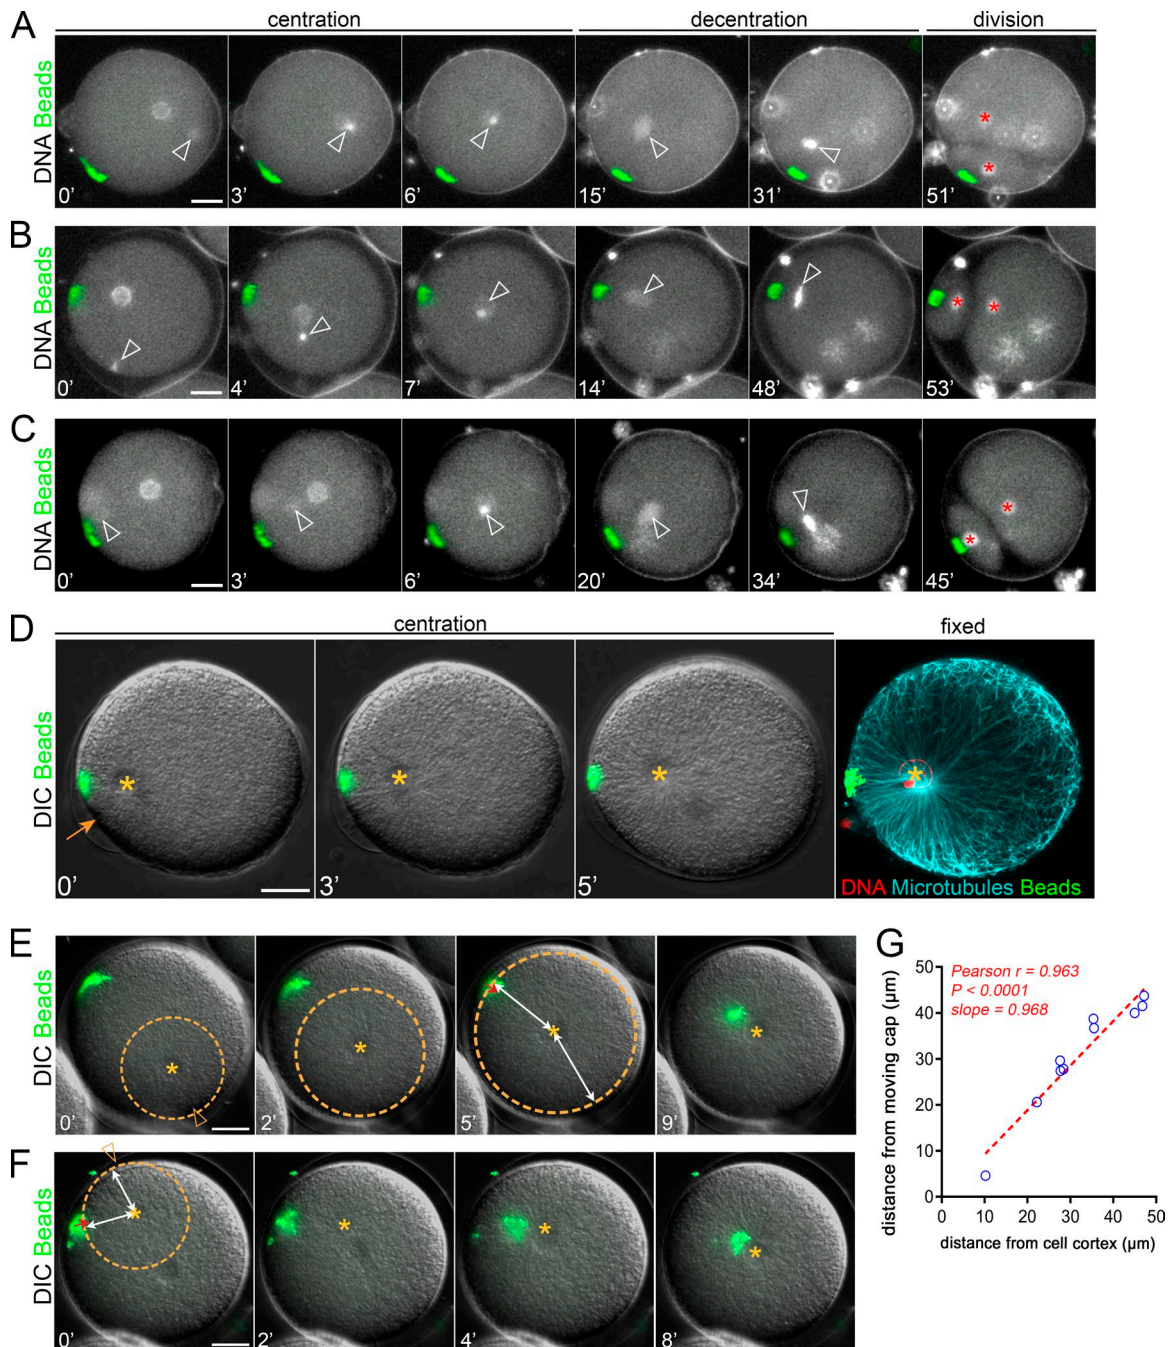 A
centration
decentration
division
DNA Beads
0’
3’
6’
15’
31’
51’
B
DNA Beads
0’
4’
7’
14’
48’
53’
C
DNA Beads
0’
3’
6’
20’
34’
45’
D
centration
fixed
DIC Beads
0’
3’
5’
DNA Microtubules Beads
E
DIC Beads
0’
2’
5’
9’
F
DIC Beads
0’
2’
4’
8’
G
distance from moving cap (µm)
50
40
30
20
10
0
Pearson r = 0.963
P < 0.0001
slope = 0.968
0 10 20 30 40 50
distance from cell cortex (µm)